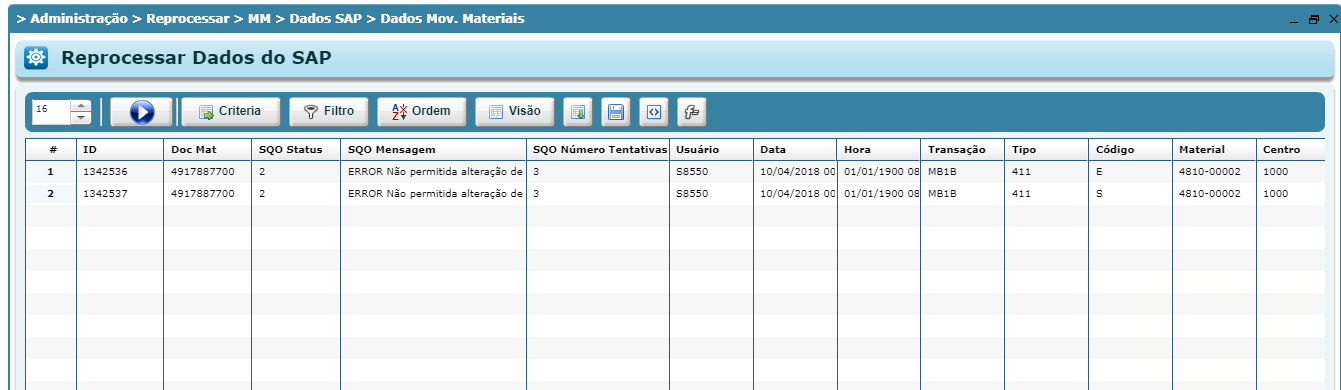 > Administração > Reprocessar > MM > Dados SAP > Dados Mov. Materiais
Reprocessar Dados do SAP
16 Criteria Filtro Ordem Visão
# ID Doc Mat SQO Status SQO Mensagem SQO Número Tentativas Usuário Data Hora Transação Tipo Código Material Centro
1 1342536 4917887700 2 ERROR Não permitida alteração de 3 S8550 10/04/2018 00 01/01/1900 08 MB1B 411 E 4810-00002 1000
2 1342537 4917887700 2 ERROR Não permitida alteração de 3 S8550 10/04/2018 00 01/01/1900 08 MB1B 411 S 4810-00002 1000